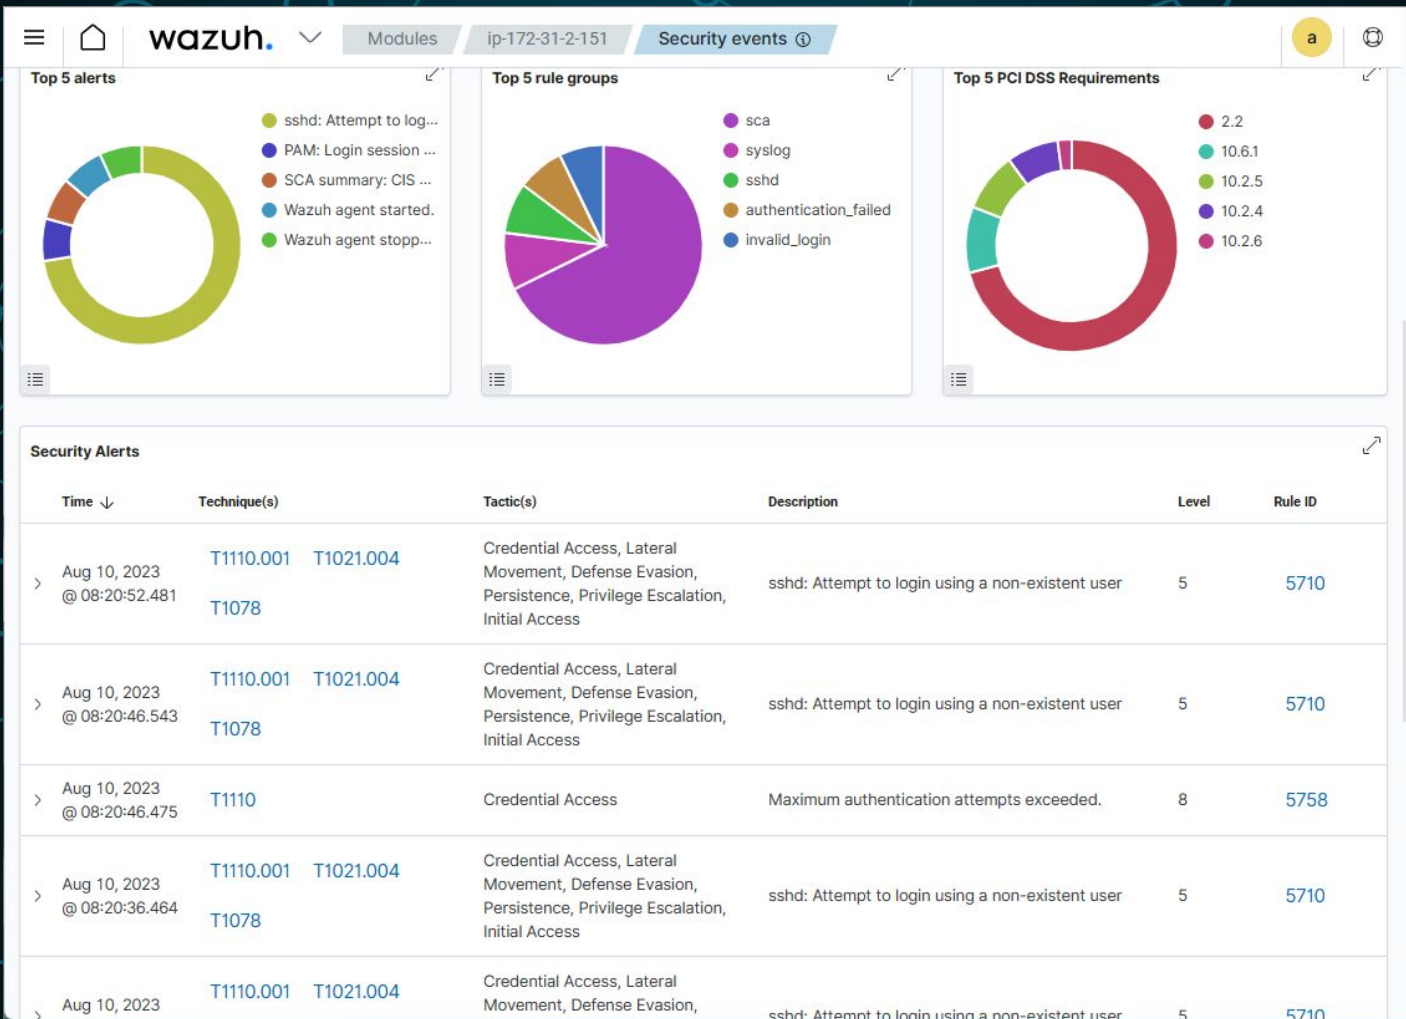 wazuh.
Modules
ip-172-31-2-151
Security events
a
Top 5 alerts
sshd: Attempt to log...
PAM: Login session ...
SCA summary: CIS ...
Wazuh agent started.
Wazuh agent stopp...
Top 5 rule groups
sca
syslog
sshd
authentication_failed
invalid_login
Top 5 PCI DSS Requirements
2.2
10.6.1
10.2.5
10.2.4
10.2.6
Security Alerts
Time Technique(s) Tactic(s) Description Level Rule ID
Aug 10, 2023
@ 08:20:52.481
T1110.001 T1021.004
T1078
Credential Access, Lateral
Movement, Defense Evasion,
Persistence, Privilege Escalation,
Initial Access
sshd: Attempt to login using a non-existent user
5
5710
Aug 10, 2023
@ 08:20:46.543
T1110.001 T1021.004
T1078
Credential Access, Lateral
Movement, Defense Evasion,
Persistence, Privilege Escalation,
Initial Access
sshd: Attempt to login using a non-existent user
5
5710
Aug 10, 2023
@ 08:20:46.475
T1110
Credential Access
Maximum authentication attempts exceeded.
8
5758
Aug 10, 2023
@ 08:20:36.464
T1110.001 T1021.004
T1078
Credential Access, Lateral
Movement, Defense Evasion,
Persistence, Privilege Escalation,
Initial Access
sshd: Attempt to login using a non-existent user
5
5710
Aug 10, 2023
T1110.001 T1021.004
Credential Access, Lateral
Movement, Defense Evasion,
sshd: Attempt to login using a non-existent user
5
5710